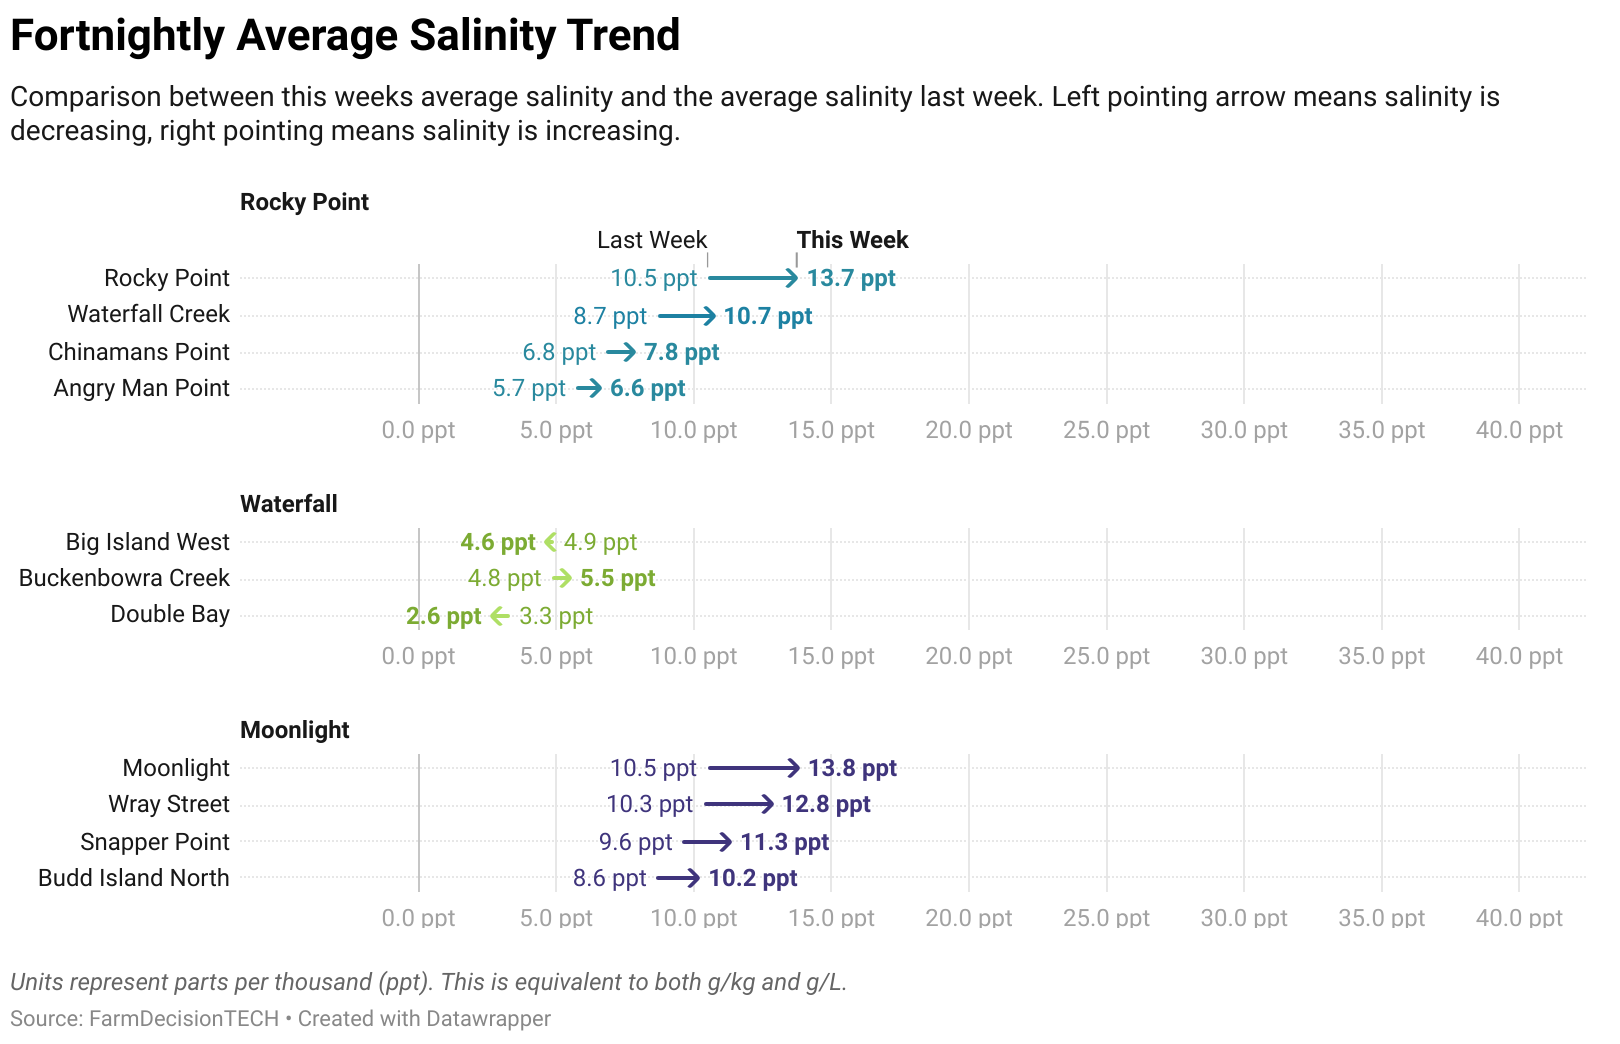 Fortnightly Average Salinity Trend
Comparison between this weeks average salinity and the average salinity last week. Left pointing arrow means salinity is
decreasing, right pointing means salinity is increasing.
Rocky Point
Last Week This Week
Rocky Point 10.5 ppt 13.7 ppt
Waterfall Creek 8.7 ppt 10.7 ppt
Chinamans Point 6.8 ppt 7.8 ppt
Angry Man Point 5.7 ppt 6.6 ppt
0.0 ppt 5.0 ppt 10.0 ppt 15.0 ppt 20.0 ppt 25.0 ppt 30.0 ppt 35.0 ppt 40.0 ppt
Waterfall
Big Island West 4.6 ppt 4.9 ppt
Buckenbowra Creek 4.8 ppt 5.5 ppt
Double Bay 2.6 ppt 3.3 ppt
0.0 ppt 5.0 ppt 10.0 ppt 15.0 ppt 20.0 ppt 25.0 ppt 30.0 ppt 35.0 ppt 40.0 ppt
Moonlight
Moonlight 10.5 ppt 13.8 ppt
Wray Street 10.3 ppt 12.8 ppt
Snapper Point 9.6 ppt 11.3 ppt
Budd Island North 8.6 ppt 10.2 ppt
0.0 ppt 5.0 ppt 10.0 ppt 15.0 ppt 20.0 ppt 25.0 ppt 30.0 ppt 35.0 ppt 40.0 ppt
Units represent parts per thousand (ppt). This is equivalent to both g/kg and g/L.
Source: FarmDecisionTECH • Created with Datawrapper